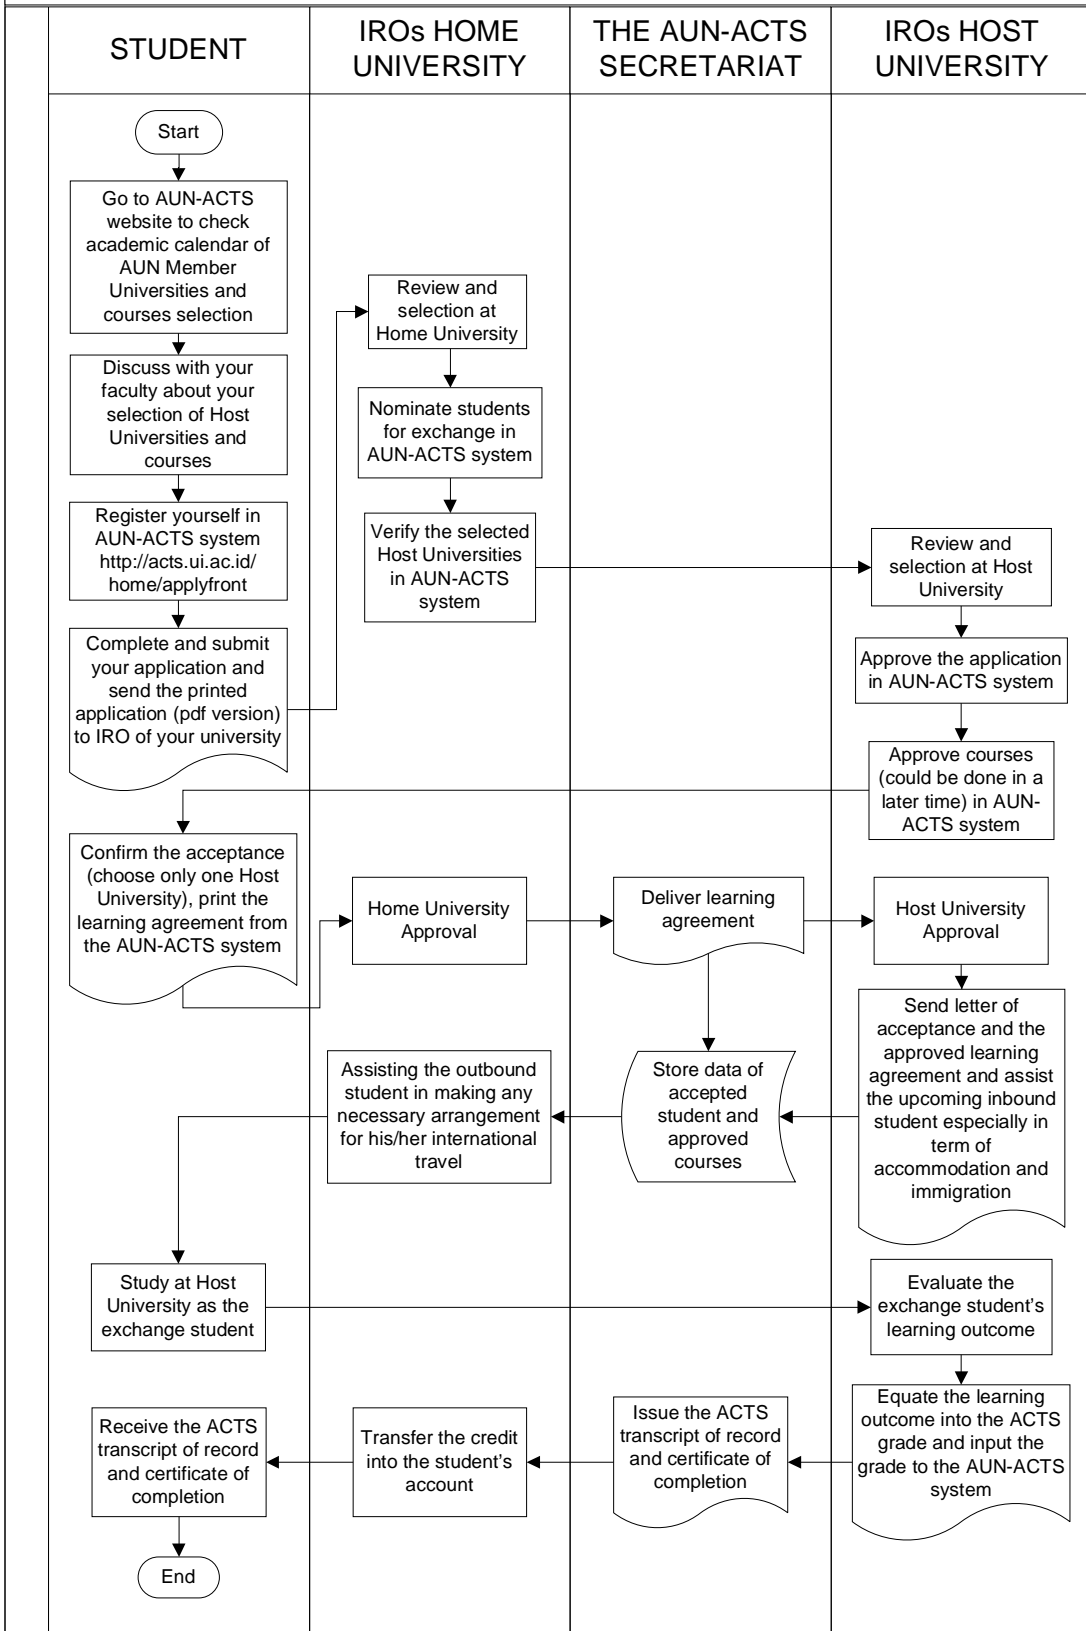 STUDENT
IROs HOME
UNIVERSITY
THE AUN-ACTS
SECRETARIAT
IROs HOST
UNIVERSITY
Start
Go to AUN-ACTS
website to check
academic calendar of
AUN Member
Universities and
courses selection
Discuss with your
faculty about your
selection of Host
Universities and
courses
Register yourself in
AUN-ACTS system
http://acts.ui.ac.id/
home/applyfront
Complete and submit
your application and
send the printed
application (pdf version)
to IRO of your university
Review and
selection at
Home University
Nominate students
for exchange in
AUN-ACTS system
Verify the selected
Host Universities
in AUN-ACTS
system
Review and
selection at Host
University
Approve the application
in AUN-ACTS system
Approve courses
(could be done in a
later time) in AUN-
ACTS system
Confirm the acceptance
(choose only one Host
University), print the
learning agreement from
the AUN-ACTS system
Home University
Approval
Deliver learning
agreement
Host University
Approval
Send letter of
acceptance and the
approved learning
agreement and assist
the upcoming inbound
student especially in
term of
accommodation and
immigration
Store data of
accepted
student and
approved
courses
Assisting the outbound
student in making any
necessary arrangement
for his/her international
travel
Study at Host
University as the
exchange student
Evaluate the
exchange student's
learning outcome
Equate the learning
outcome into the ACTS
grade and input the
grade to the AUN-ACTS
system
Issue the ACTS
transcript of record
and certificate of
completion
Transfer the credit
into the student's
account
Receive the ACTS
transcript of record
and certificate of
completion
End